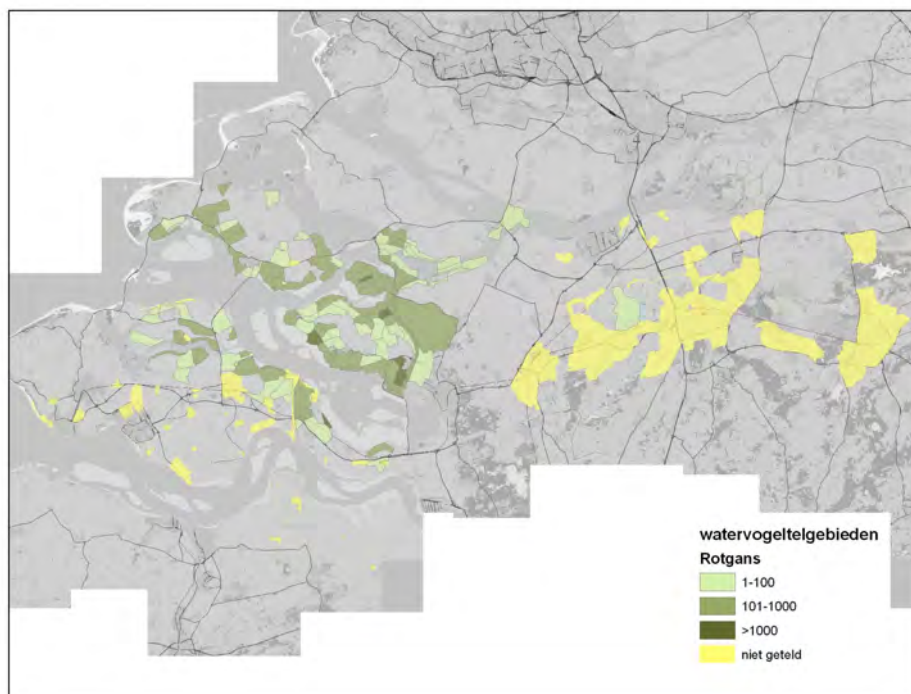 watervogeltelgebieden
Rotgans
1-100
101-1000
>1000
niet geteld